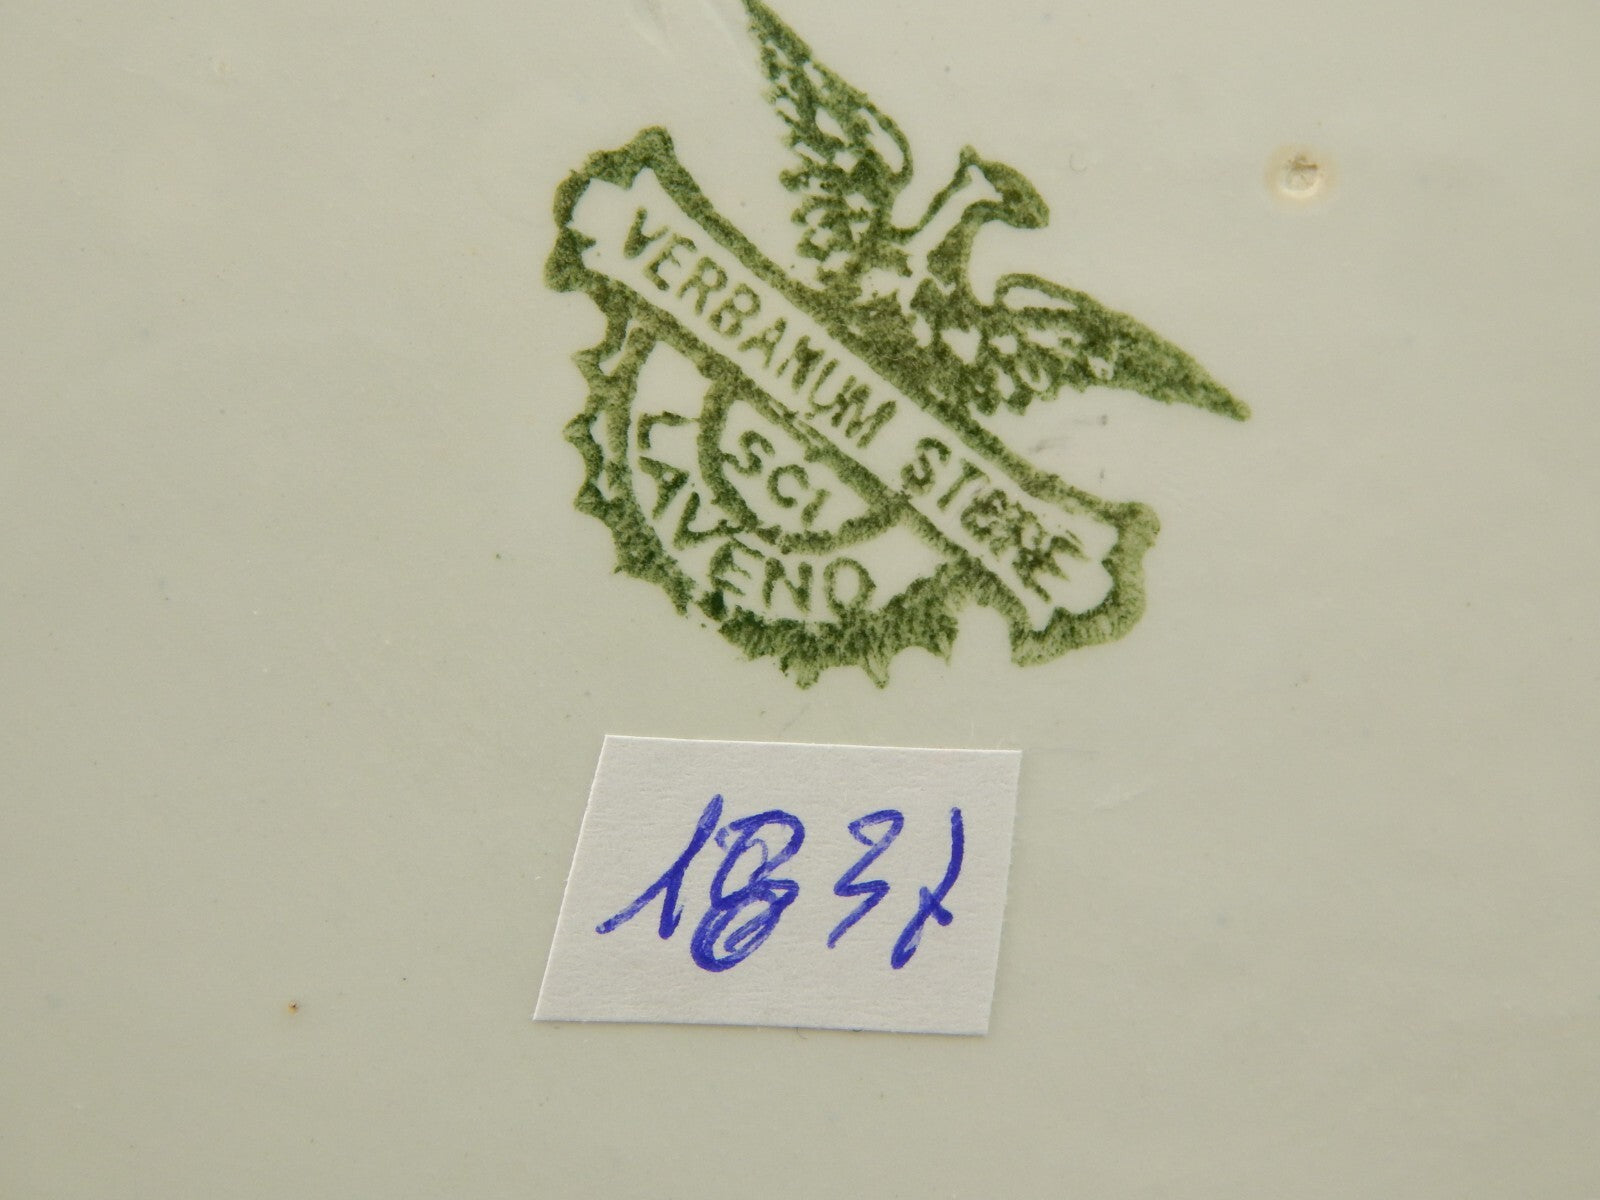 VERBANUM STONE
SCI
LAVENO
1837